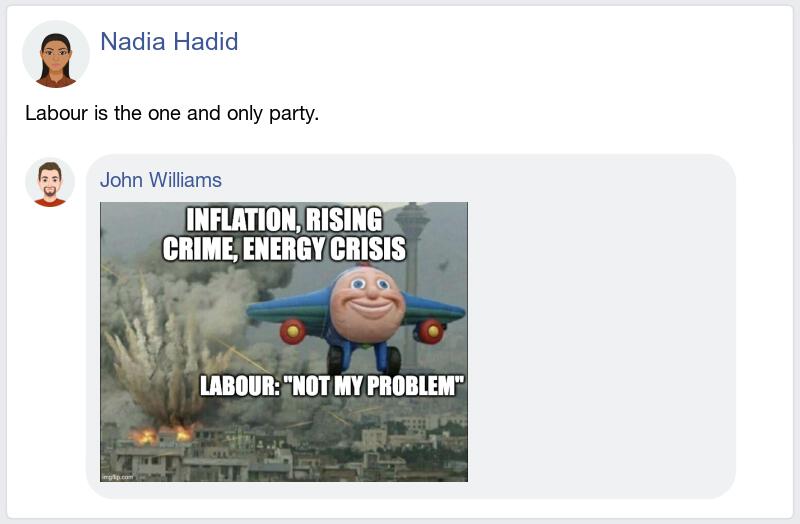 Nadia Hadid
Labour is the one and only party.
John Williams
INFLATION, RISING
CRIME, ENERGY CRISIS
LABOUR: "NOT MY PROBLEM"
imgflip.com